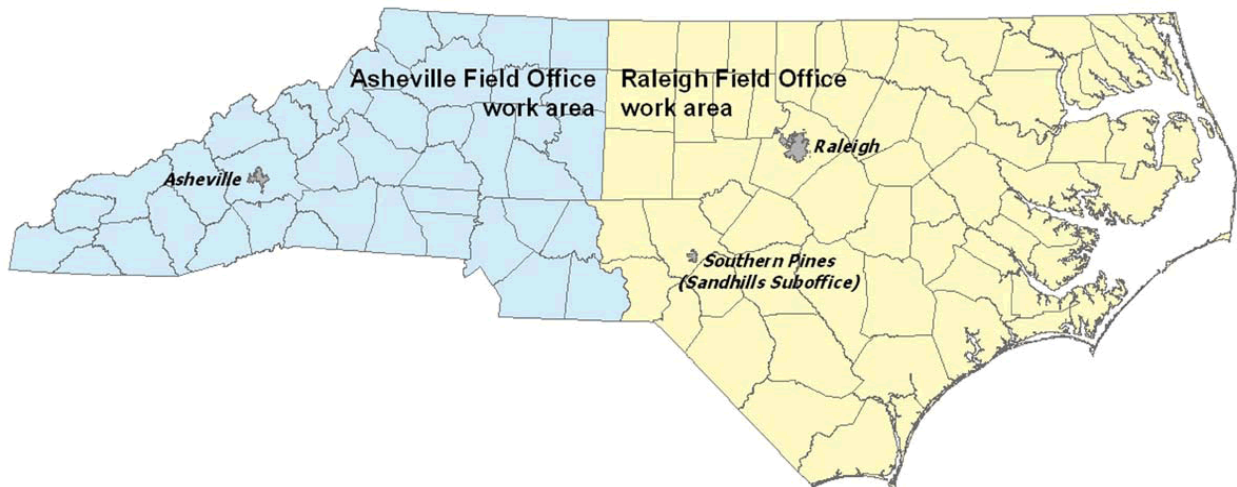 Asheville Field Office
work area
Raleigh Field Office
work area
Raleigh
Asheville
Southern Pines
(Sandhills Suboffice)